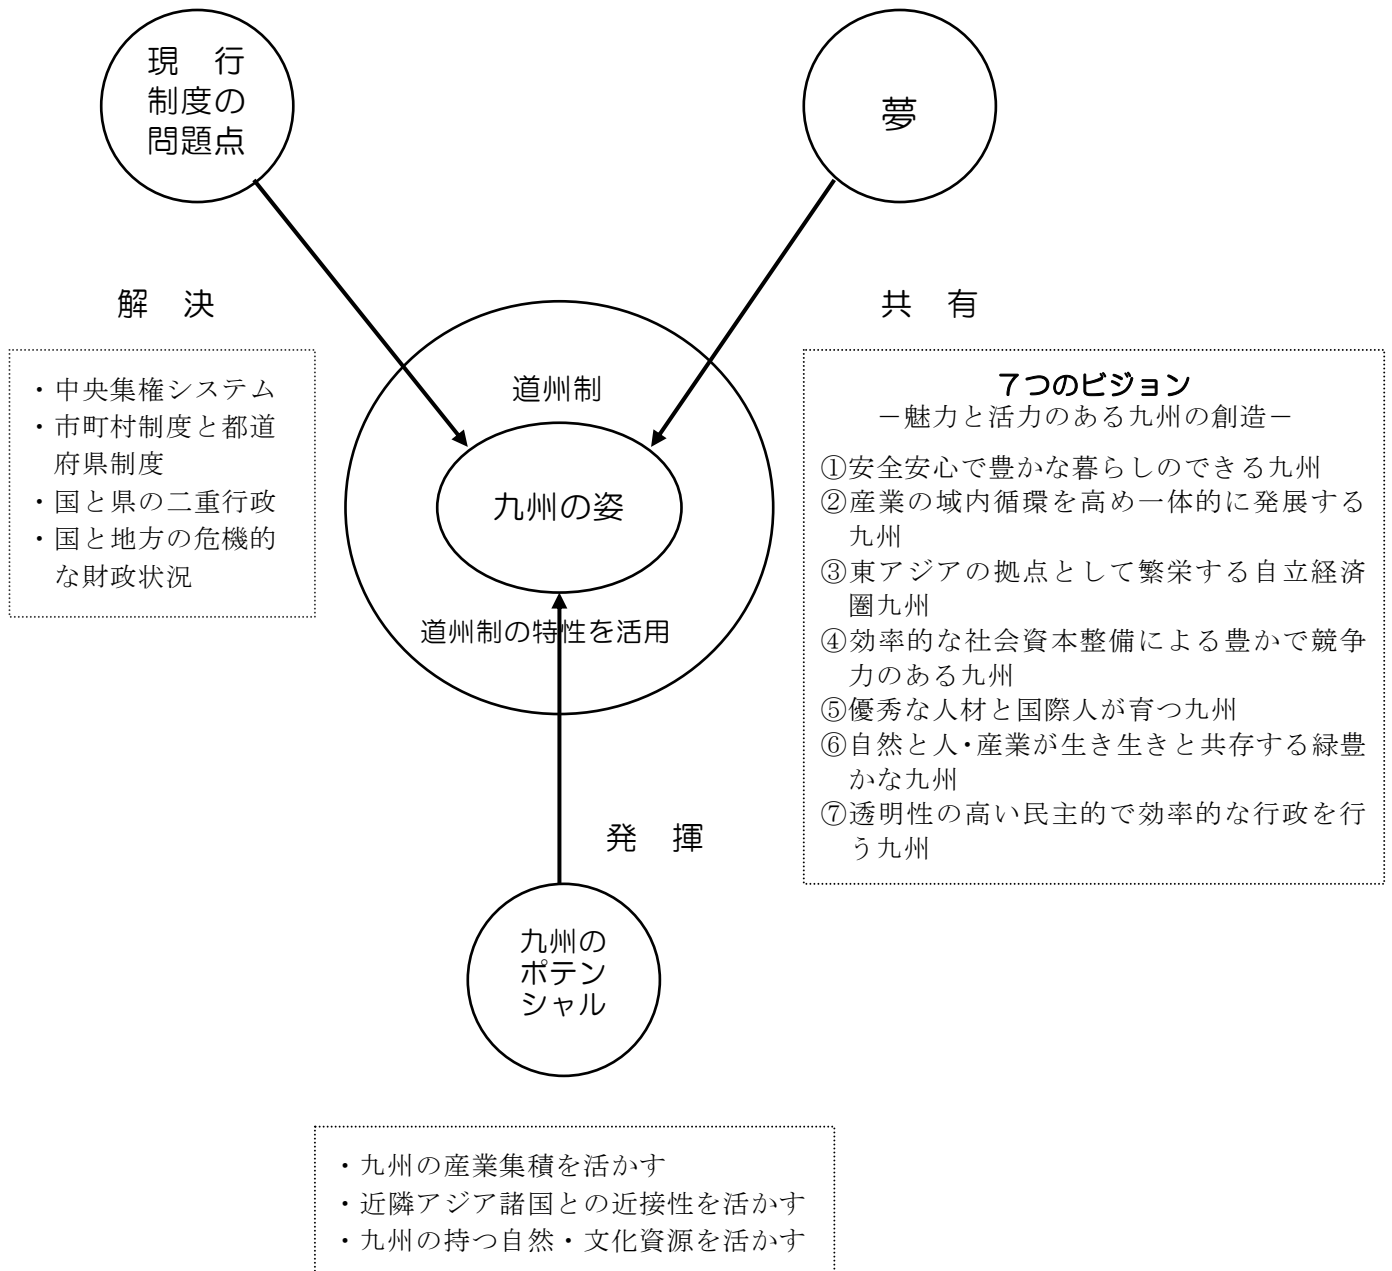 現　行
制度の
問題点
夢
解　決
共　有
・中央集権システム
・市町村制度と都道
府県制度
・国と県の二重行政
・国と地方の危機的
な財政状況
道州制
九州の姿
道州制の特性を活用
７つのビジョン
－魅力と活力のある九州の創造－
①安全安心で豊かな暮らしのできる九州
②産業の域内循環を高め一体的に発展する
九州
③東アジアの拠点として繁栄する自立経済
圏九州
④効率的な社会資本整備による豊かで競争
力のある九州
⑤優秀な人材と国際人が育つ九州
⑥自然と人・産業が生き生きと共存する緑豊
かな九州
⑦透明性の高い民主的で効率的な行政を行
う九州
発　揮
九州の
ポテン
シャル
・九州の産業集積を活かす
・近隣アジア諸国との近接性を活かす
・九州の持つ自然・文化資源を活かす